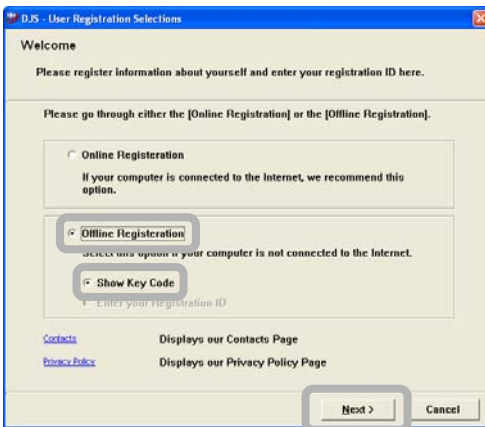 DJS - User Registration Selections
Welcome
Please register information about yourself and enter your registration ID here.
Please go through either the [Online Registration] or the [Offline Registration].
Online Registeration
If your computer is connected to the Internet, we recommend this
option.
Offline Registeration
Select this option if your computer is not connected to the Internet.
Show Key Code
Enter your Registration ID
Contacts Displays our Contacts Page
Privacy Policy Displays our Privacy Policy Page
Next > Cancel